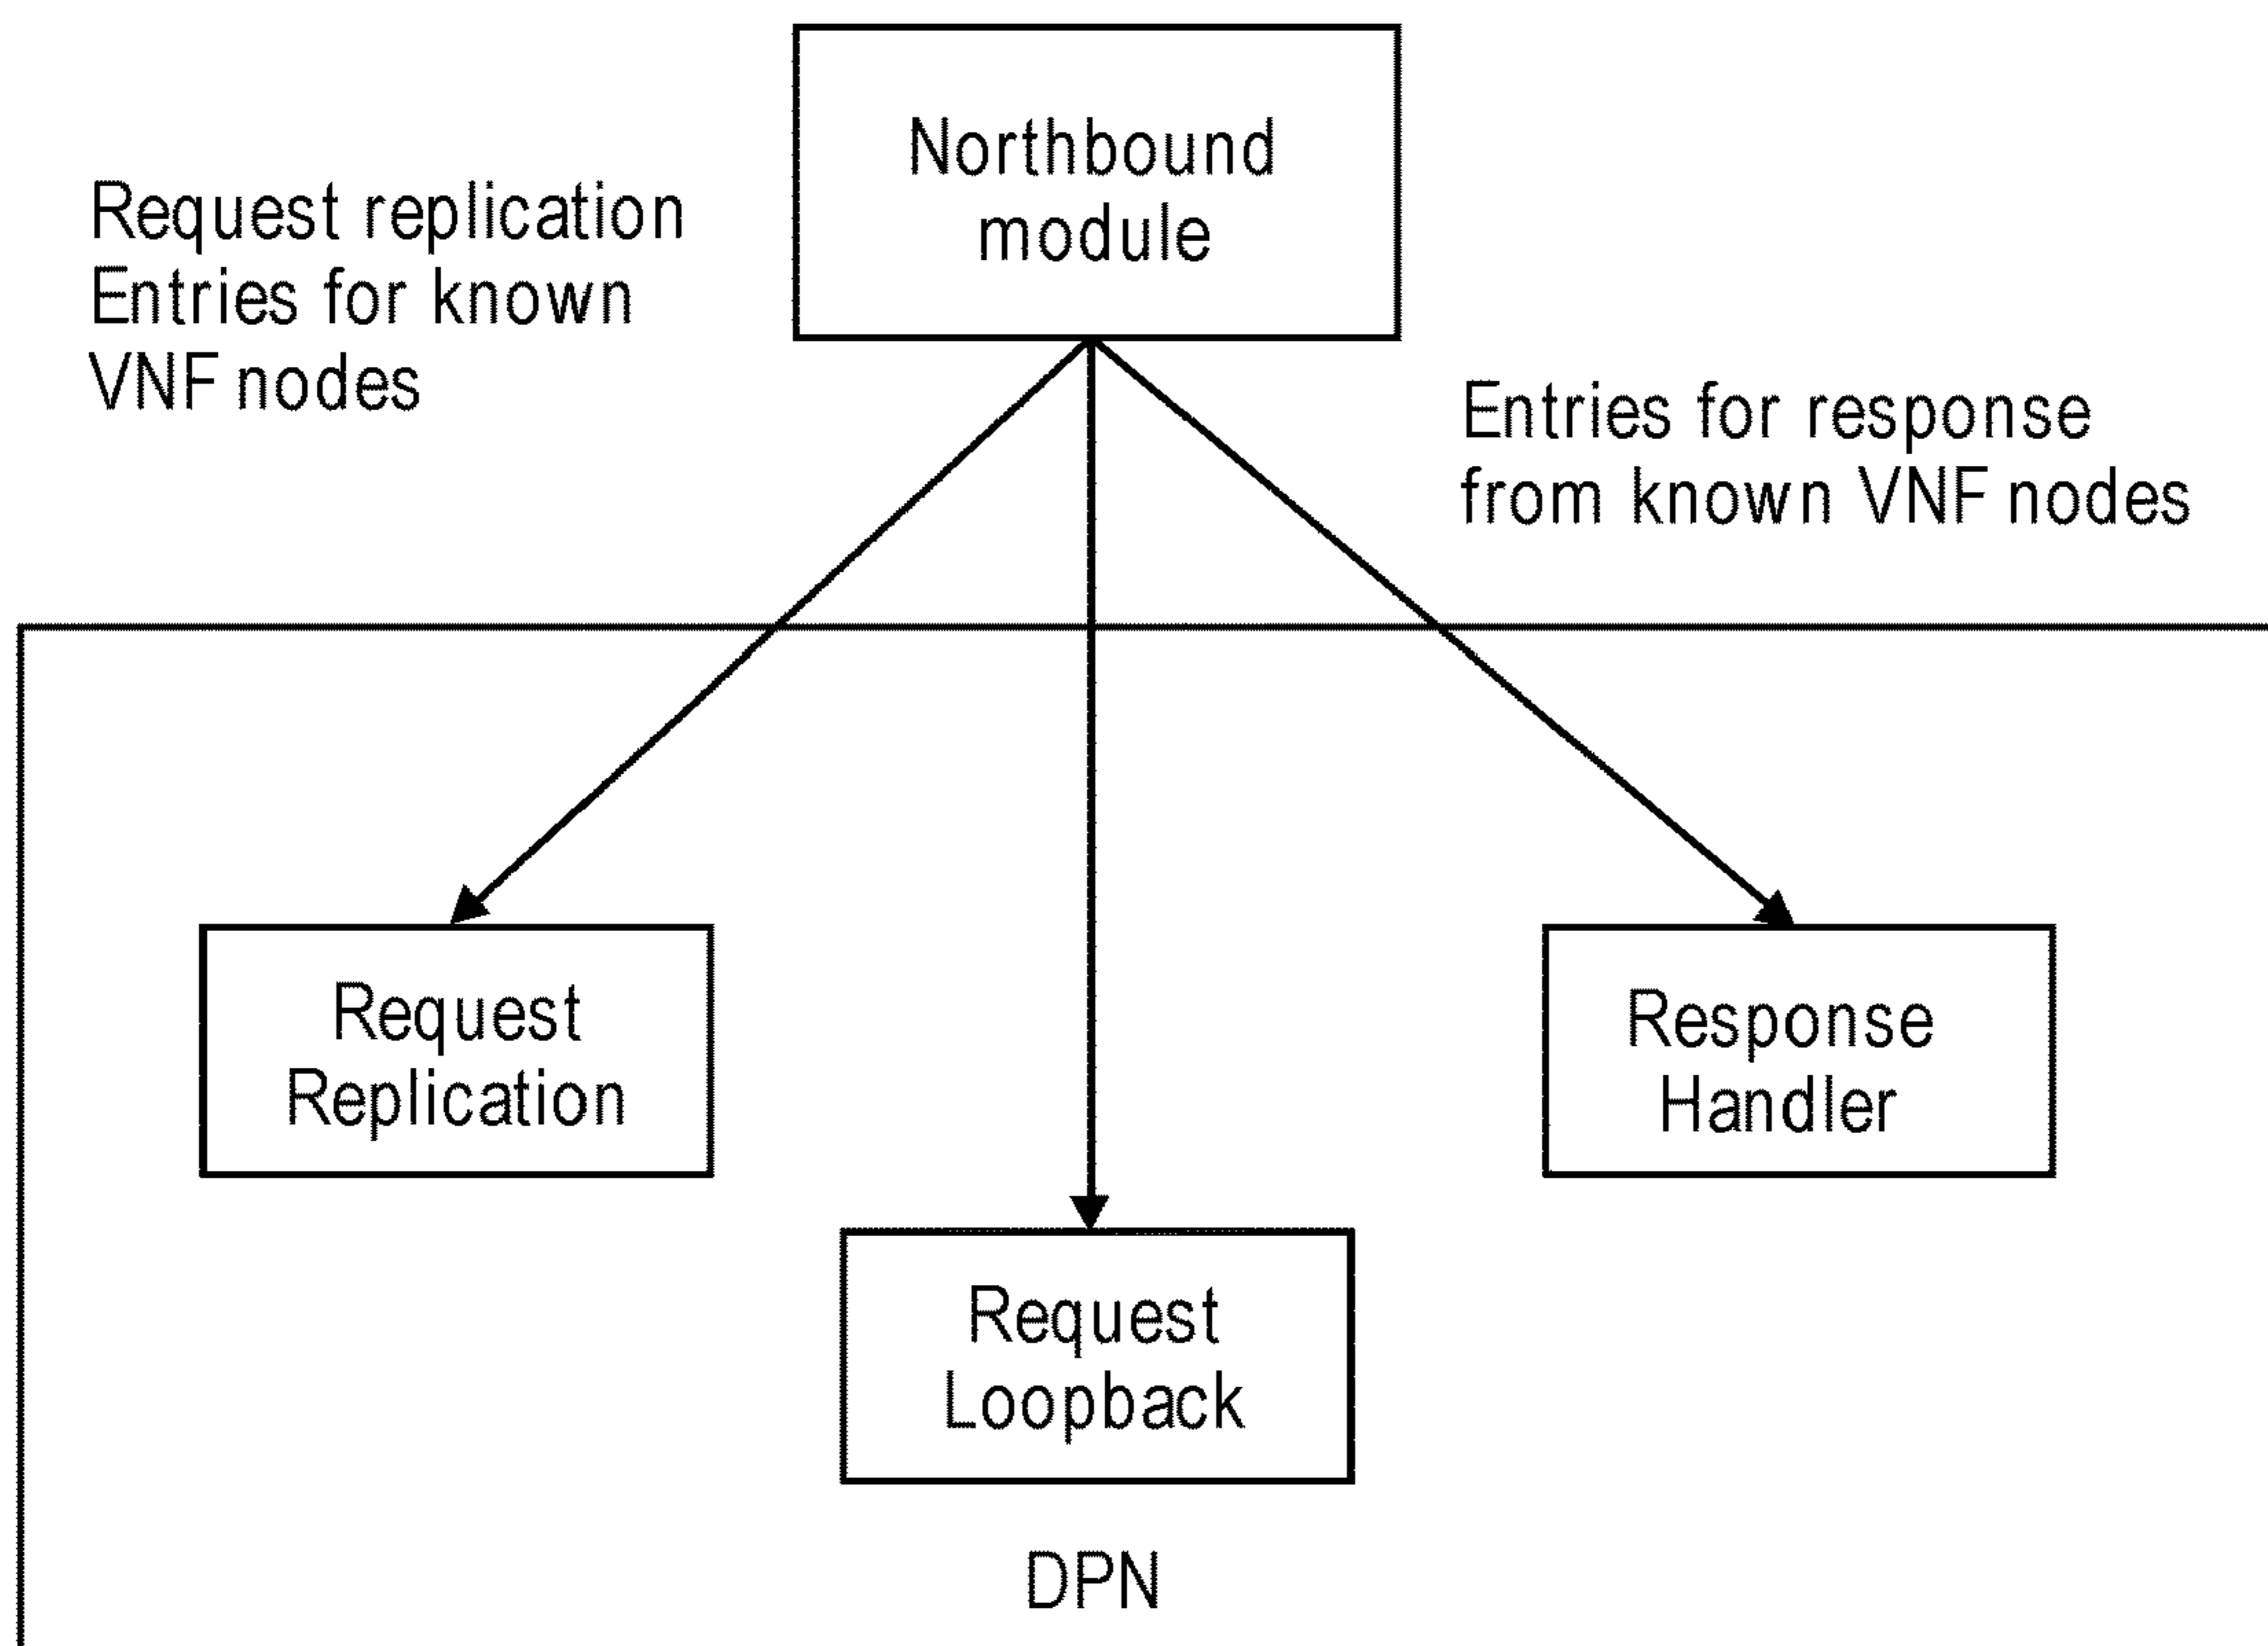 Northbound
module
Request replication
Entries for known
VNF nodes
Entries for response
from known VNF nodes
Request
Replication
Response
Handler
Request
Loopback
DPN